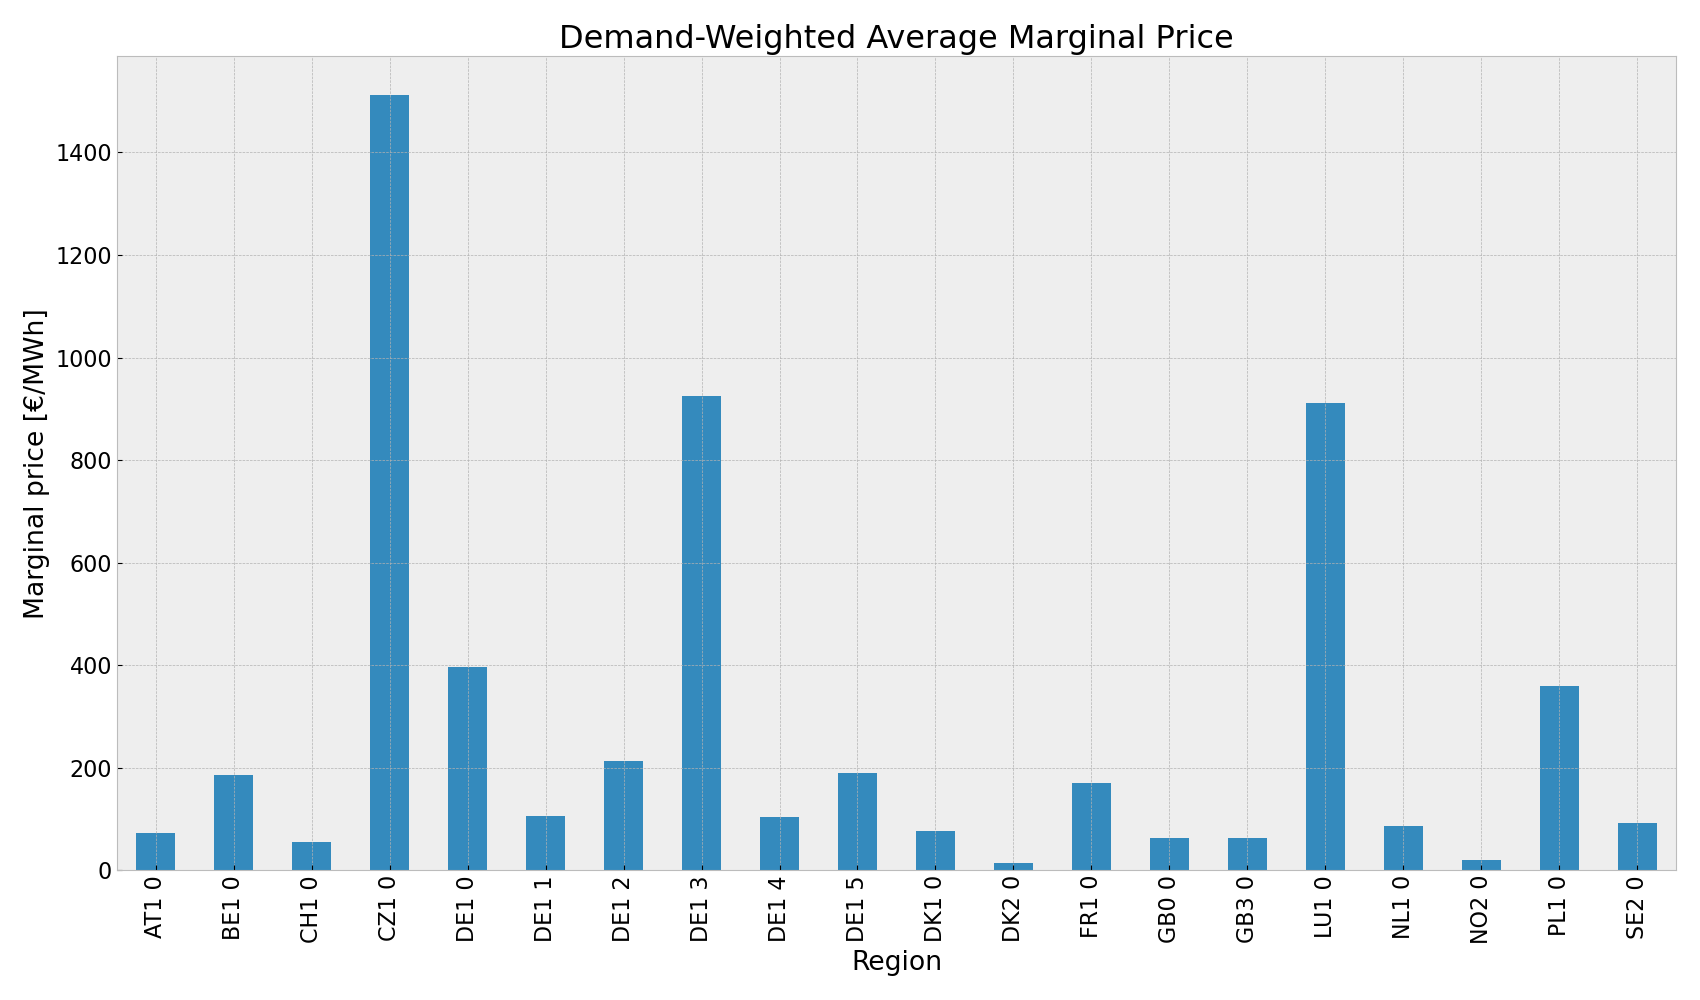 Demand-Weighted Average Marginal Price
Marginal price [€/MWh]
1400
1200
1000
800
600
400
200
0
AT1 0
BE1 0
CH1 0
CZ1 0
DE1 0
DE1 1
DE1 2
DE1 3
DE1 4
DE1 5
DK1 0
DK2 0
FR1 0
GB0 0
GB3 0
LU1 0
NL1 0
NO2 0
PL1 0
SE2 0
Region